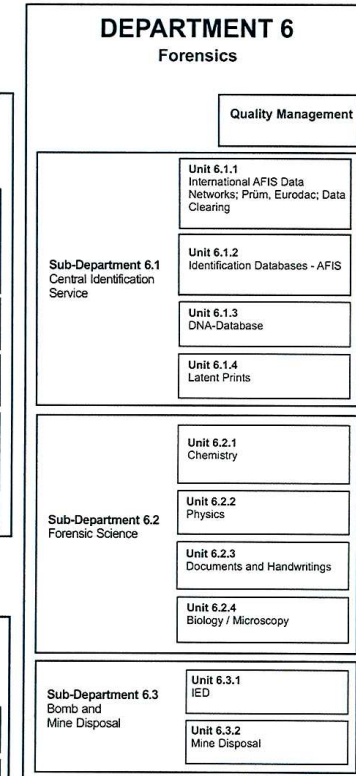 DEPARTMENT 6
Forensics
Quality Management
Sub-Department 6.1
Central Identification
Service
Unit 6.1.1
International AFIS Data
Networks; Prüm, Eurodac; Data
Clearing
Unit 6.1.2
Identification Databases - AFIS
Unit 6.1.3
DNA-Database
Unit 6.1.4
Latent Prints
Sub-Department 6.2
Forensic Science
Unit 6.2.1
Chemistry
Unit 6.2.2
Physics
Unit 6.2.3
Documents and Handwritings
Unit 6.2.4
Biology / Microscopy
Sub-Department 6.3
Bomb and
Mine Disposal
Unit 6.3.1
IED
Unit 6.3.2
Mine Disposal